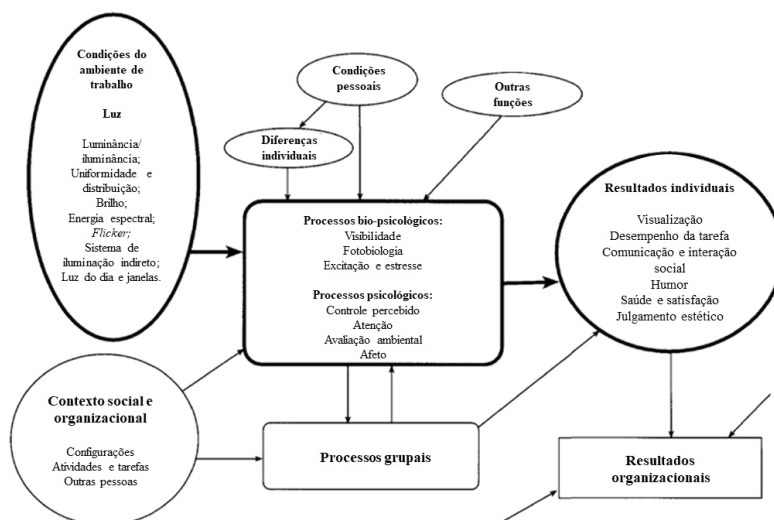 Condições do
ambiente de
trabalho
Luz
Luminância/
iluminância;
Uniformidade e
distribuição;
Brilho;
Energia espectral;
Flicker;
Sistema de
iluminação indireto;
Luz do dia e janelas.
Condições
pessoais
Outras
funções
Diferenças
individuais
Processos bio-psicológicos:
Visibilidade
Fotobiologia
Excitação e estresse
Processos psicológicos:
Controle percebido
Atenção
Avaliação ambiental
Afeto
Resultados individuais
Visualização
Desempenho da tarefa
Comunicação e interação
social
Humor
Saúde e satisfação
Julgamento estético
Contexto social e
organizacional
Configurações
Atividades e tarefas
Outras pessoas
Processos grupais
Resultados
organizacionais